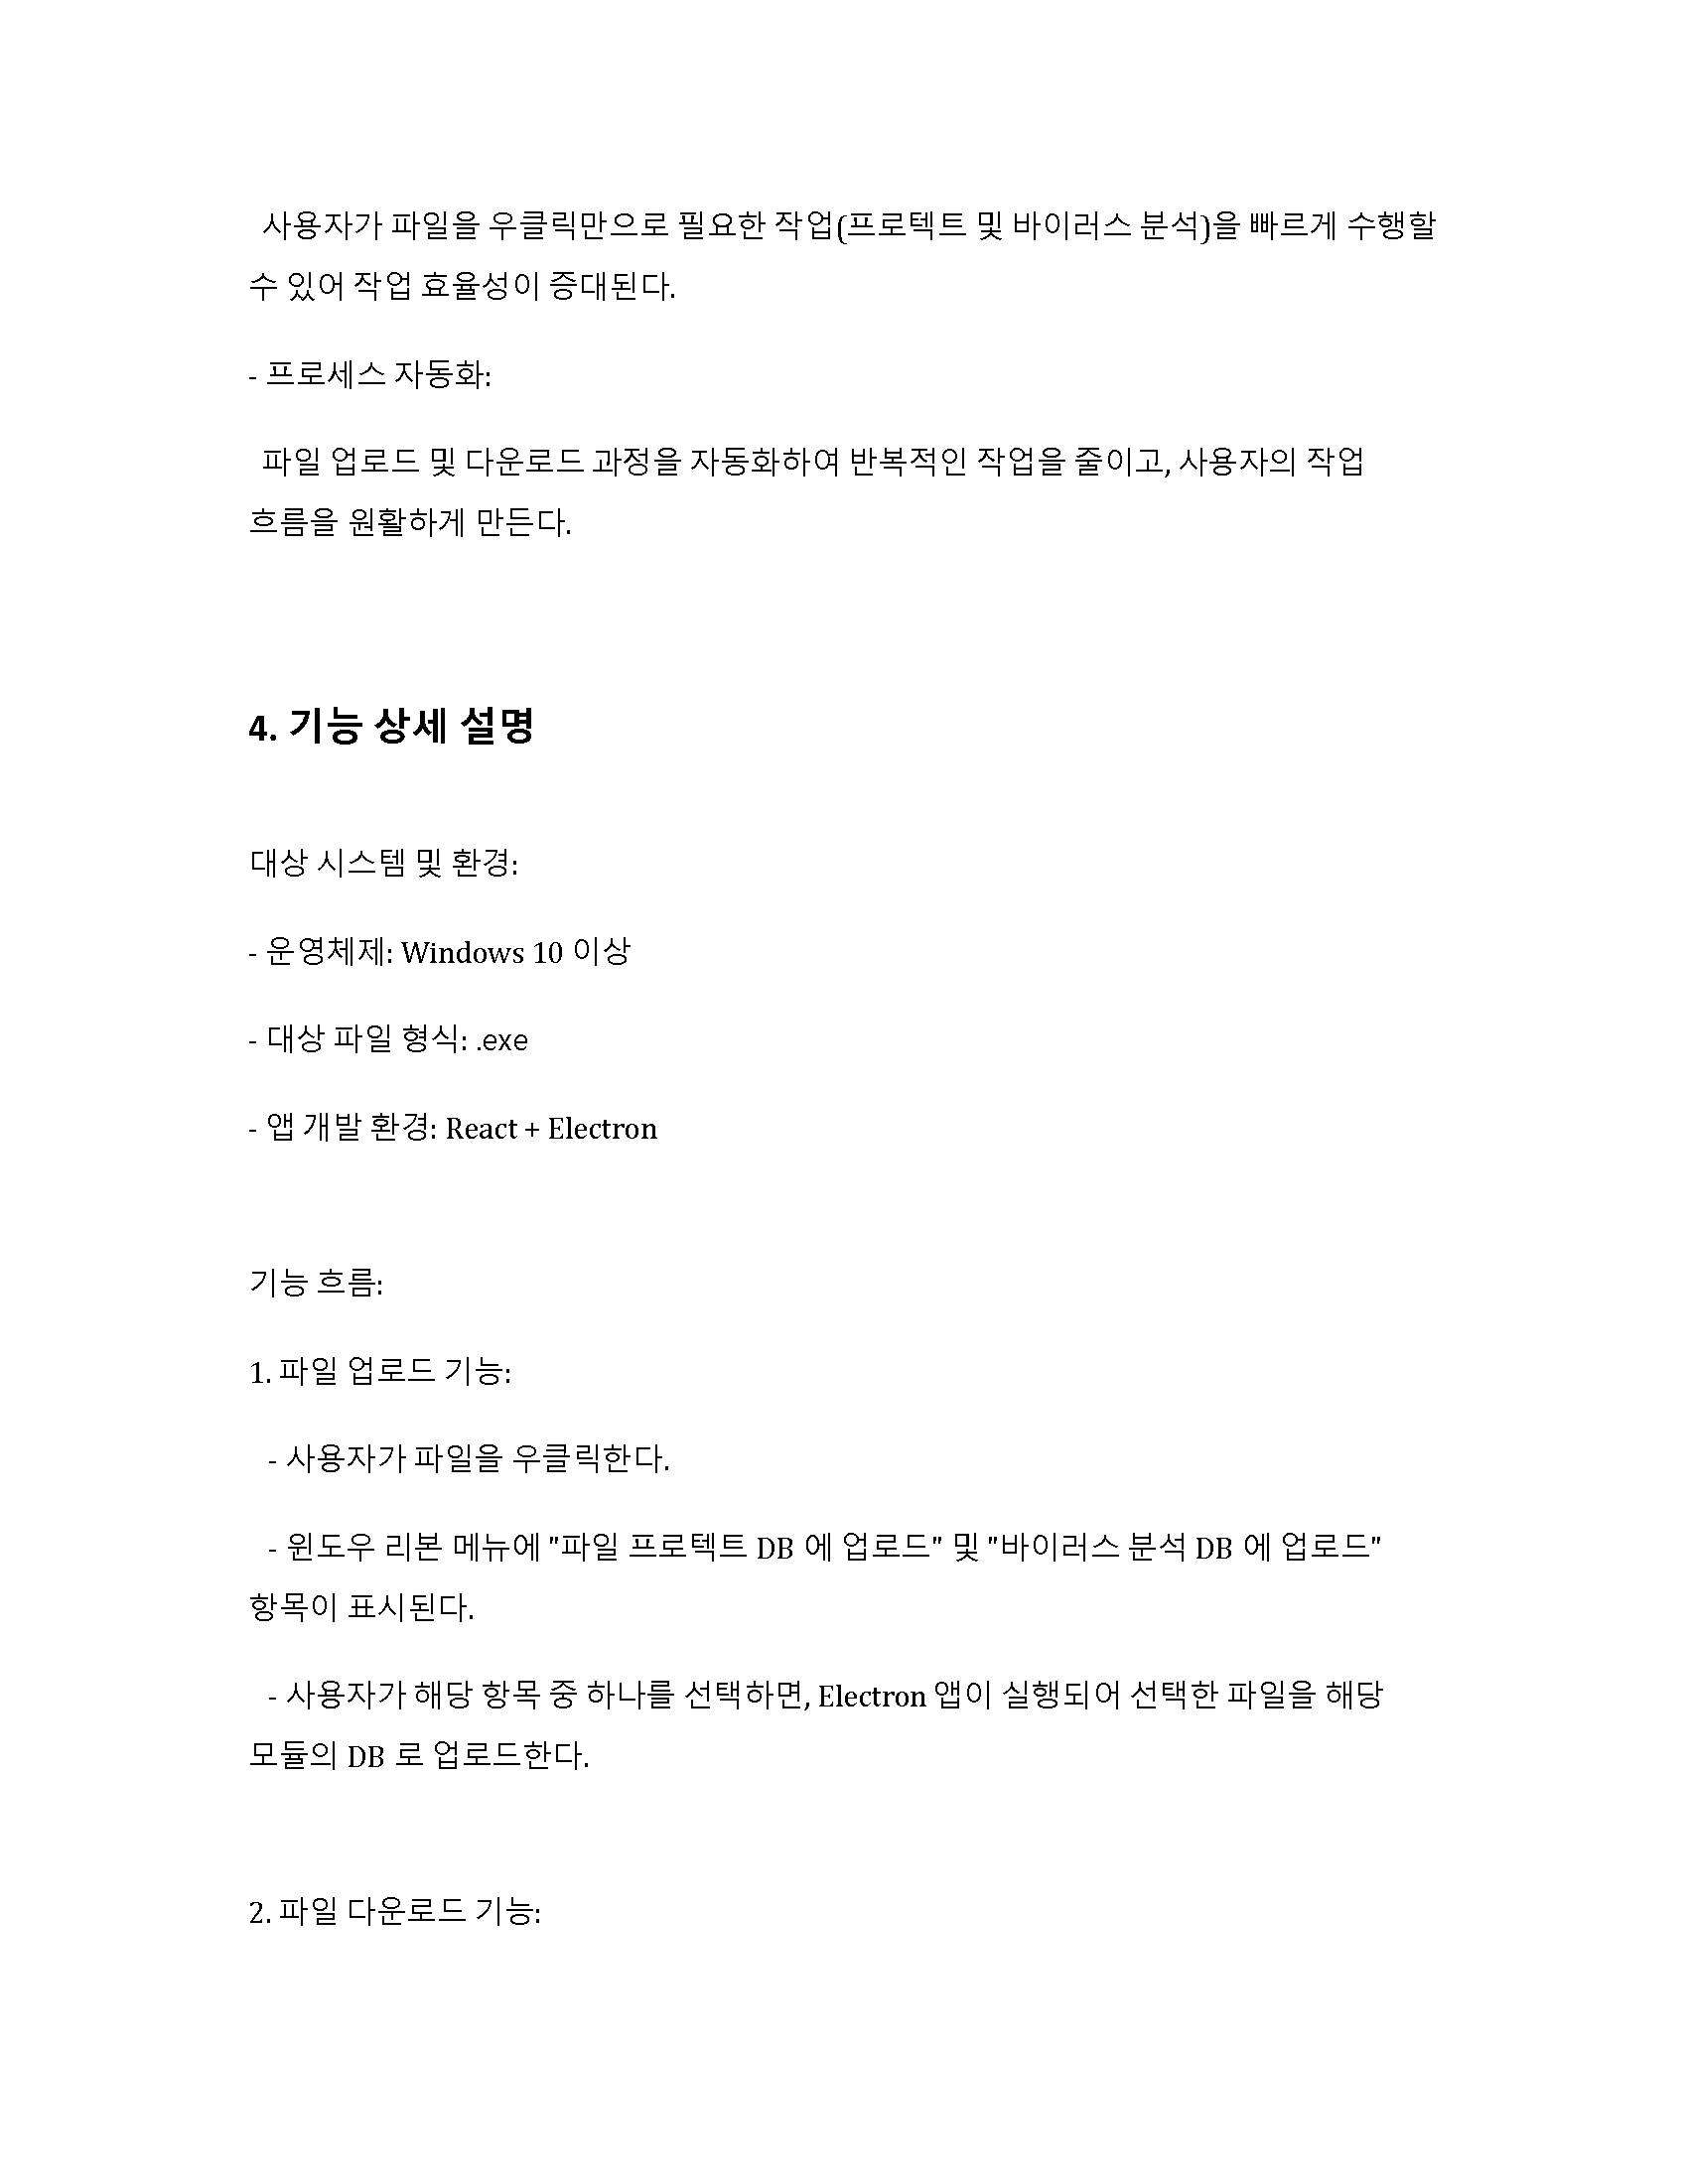 사용자가 파일을 우클릭만으로 필요한 작업(프로텍트 및 바이러스 분석)을 빠르게 수행할
수 있어 작업 효율성이 증대된다.
- 프로세스 자동화:
파일 업로드 및 다운로드 과정을 자동화하여 반복적인 작업을 줄이고, 사용자의 작업
흐름을 원활하게 만든다.
4. 기능 상세 설명
대상 시스템 및 환경:
- 운영체제: Windows 10 이상
- 대상 파일 형식: .exe
- 앱 개발 환경: React + Electron
기능 흐름:
1. 파일 업로드 기능:
- 사용자가 파일을 우클릭한다.
- 윈도우 리본 메뉴에 "파일 프로텍트 DB 에 업로드" 및 "바이러스 분석 DB 에 업로드"
항목이 표시된다.
- 사용자가 해당 항목 중 하나를 선택하면, Electron 앱이 실행되어 선택한 파일을 해당
모듈의 DB 로 업로드한다.
2. 파일 다운로드 기능: